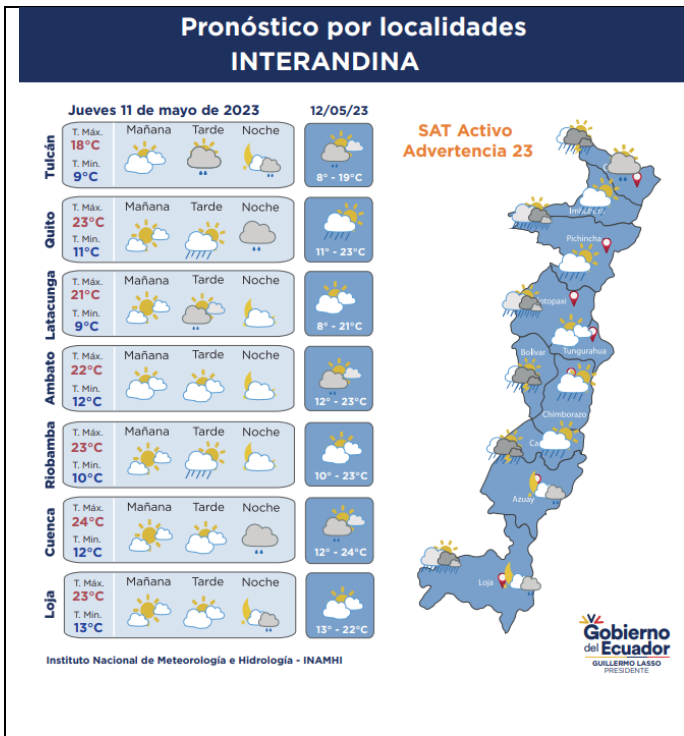 Pronóstico por localidades
INTERANDINA
Jueves 11 de mayo de 2023
12/05/23
SAT Activo
Advertencia 23
Tulcán
T. Máx.
18°C
T. Min.
9°C
Mañana Tarde Noche
8° - 19°C
Quito
T. Máx.
23°C
T. Min.
11°C
Mañana Tarde Noche
11° - 23°C
Latacunga
T. Máx.
21°C
T. Min.
9°C
Mañana Tarde Noche
8° - 21°C
Ambato
T. Máx.
22°C
T. Min.
12°C
Mañana Tarde Noche
12° - 23°C
Riobamba
T. Máx.
23°C
T. Min.
10°C
Mañana Tarde Noche
10° - 23°C
Cuenca
T. Máx.
24°C
T. Min.
12°C
Mañana Tarde Noche
12° - 24°C
Loja
T. Máx.
23°C
T. Min.
13°C
Mañana Tarde Noche
13° - 22°C
Pichincha
Bolívar
Tungurahua
Chimborazo
Azuay
Loja
Instituto Nacional de Meteorología e Hidrología - INAMHI
Gobierno
del Ecuador
GUILLERMO LASSO
PRESIDENTE